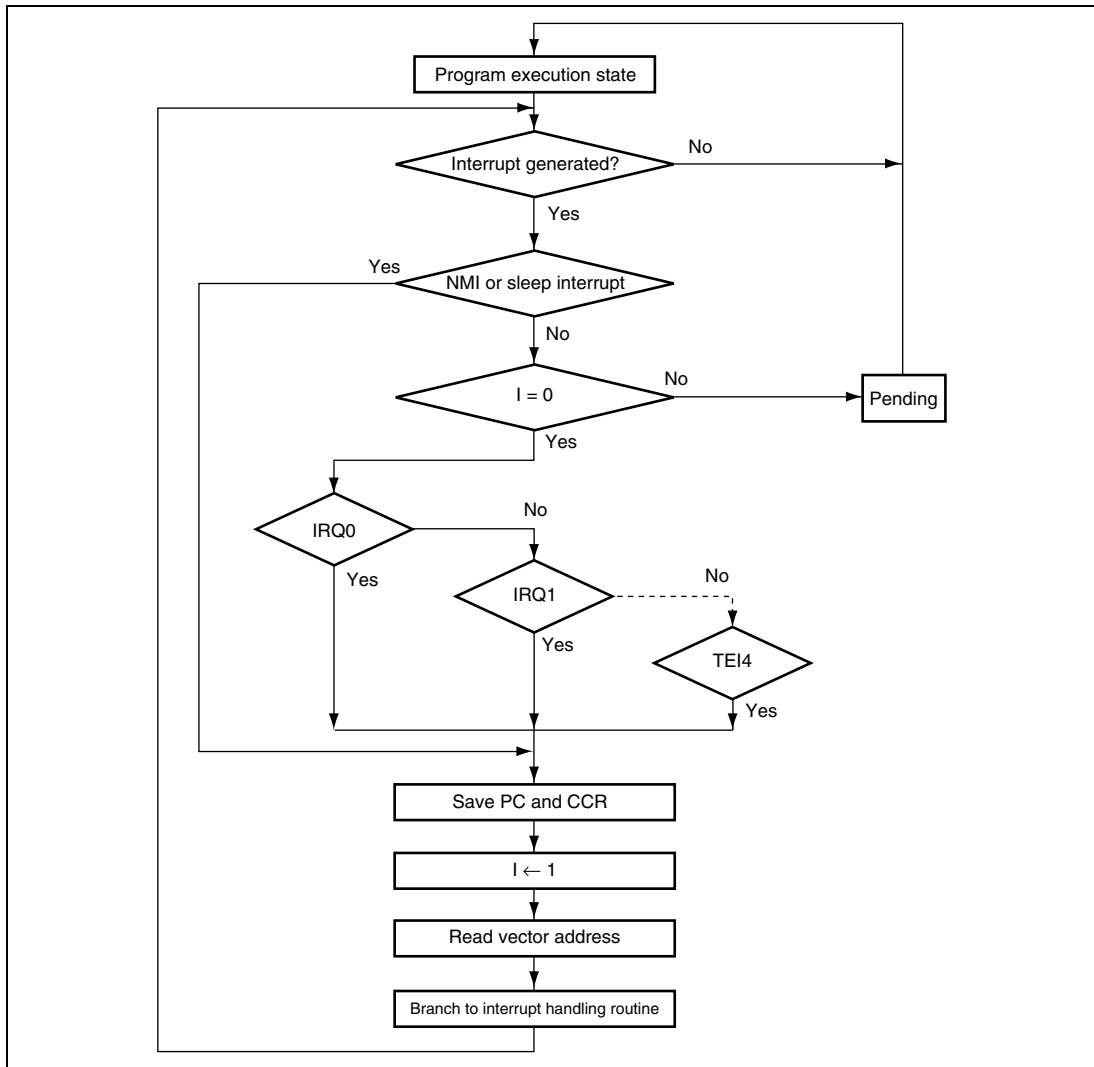 Program execution state
Interrupt generated?
No
Yes
Yes
NMI or sleep interrupt
No
I = 0
No
Pending
Yes
IRQ0
No
Yes
IRQ1
No
Yes
TEI4
Yes
Save PC and CCR
I ← 1
Read vector address
Branch to interrupt handling routine